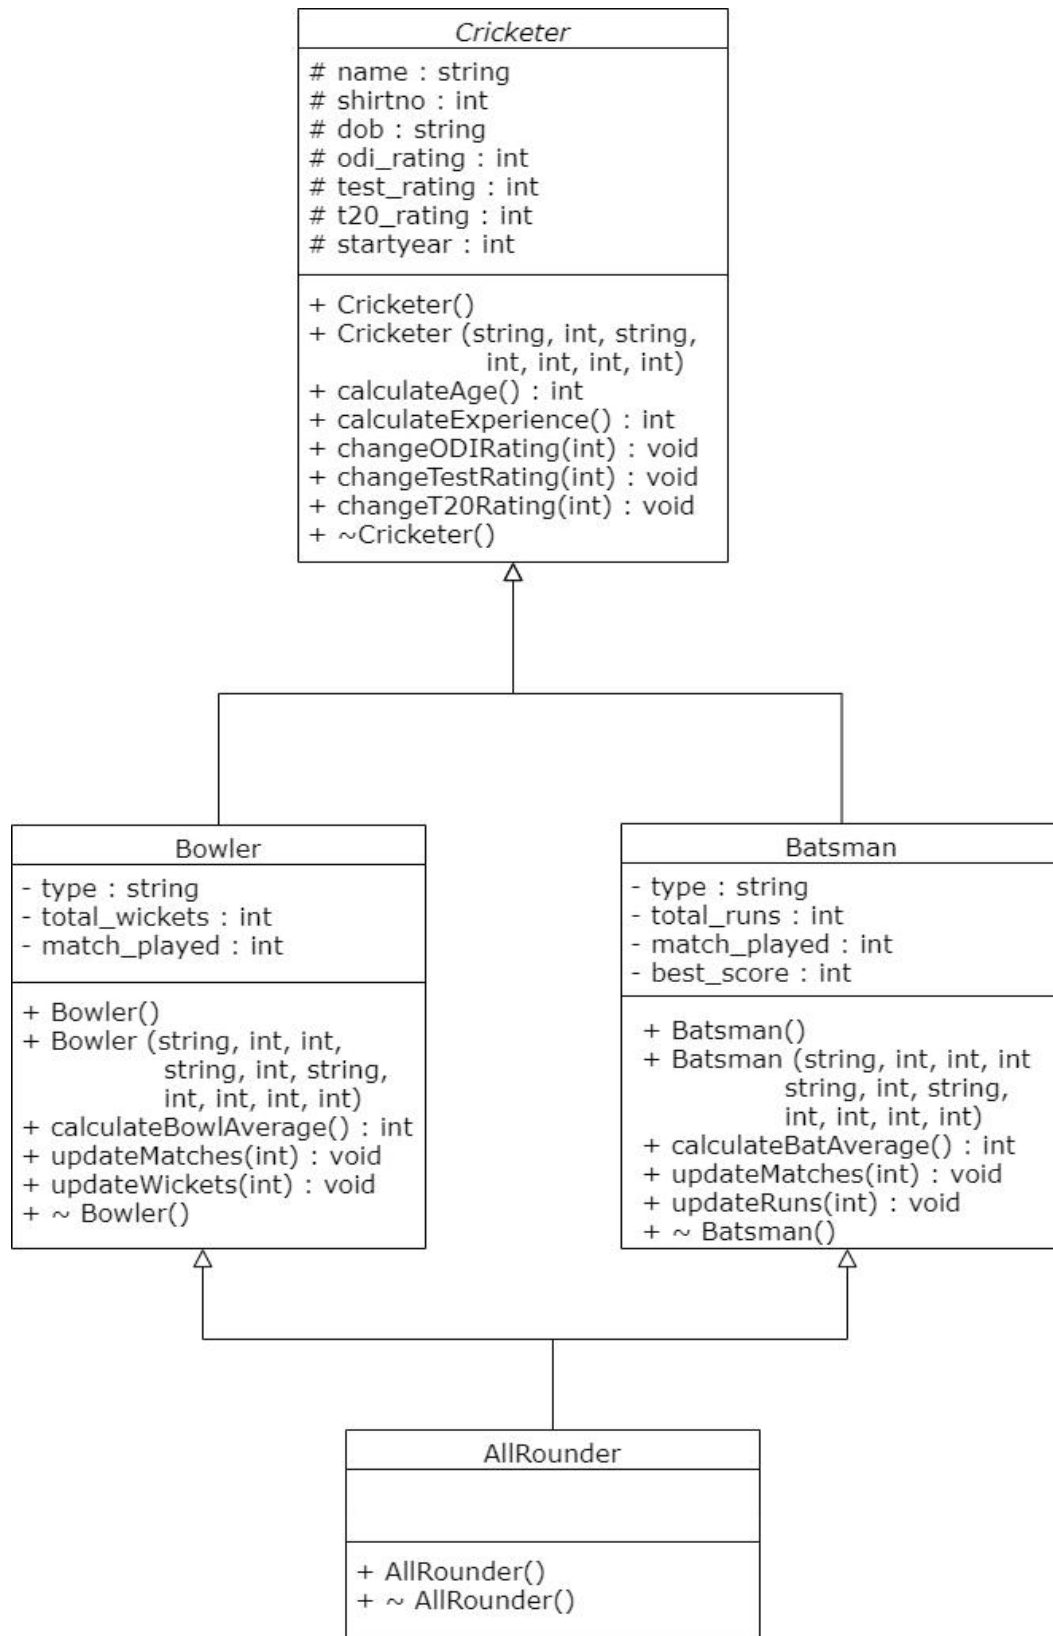 Cricketer
# name : string
# shirtno : int
# dob : string
# odi_rating : int
# test_rating : int
# t20_rating : int
# startyear : int
+ Cricketer()
+ Cricketer (string, int, string,
int, int, int, int)
+ calculateAge() : int
+ calculateExperience() : int
+ changeODIRating(int) : void
+ changeTestRating(int) : void
+ changeT20Rating(int) : void
+ ~Cricketer()
Bowler
- type : string
- total_wickets : int
- match_played : int
+ Bowler()
+ Bowler (string, int, int,
string, int, string,
int, int, int, int)
+ calculateBowlAverage() : int
+ updateMatches(int) : void
+ updateWickets(int) : void
+ ~ Bowler()
Batsman
- type : string
- total_runs : int
- match_played : int
- best_score : int
+ Batsman()
+ Batsman (string, int, int, int
string, int, string,
int, int, int, int)
+ calculateBatAverage() : int
+ updateMatches(int) : void
+ updateRuns(int) : void
+ ~ Batsman()
AllRounder
+ AllRounder()
+ ~ AllRounder()